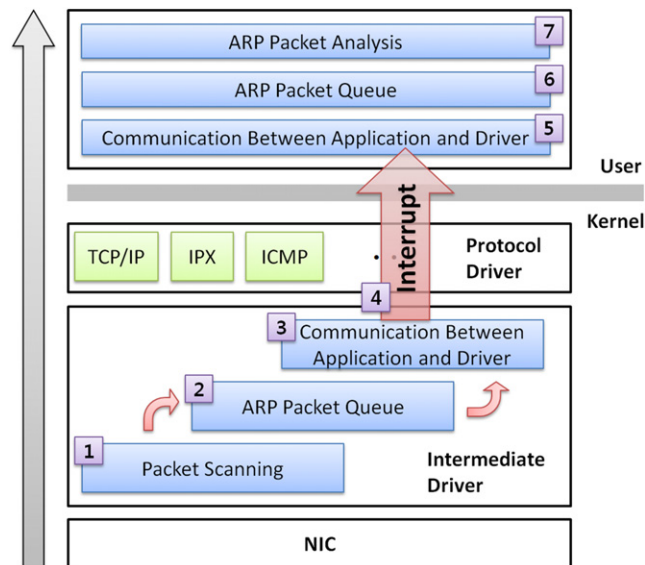 ARP Packet Analysis
7
ARP Packet Queue
6
Communication Between Application and Driver
5
User
Kernel
TCP/IP
IPX
ICMP
Interrupt
Protocol
Driver
4
3
Communication Between
Application and Driver
2
ARP Packet Queue
1
Packet Scanning
Intermediate
Driver
NIC